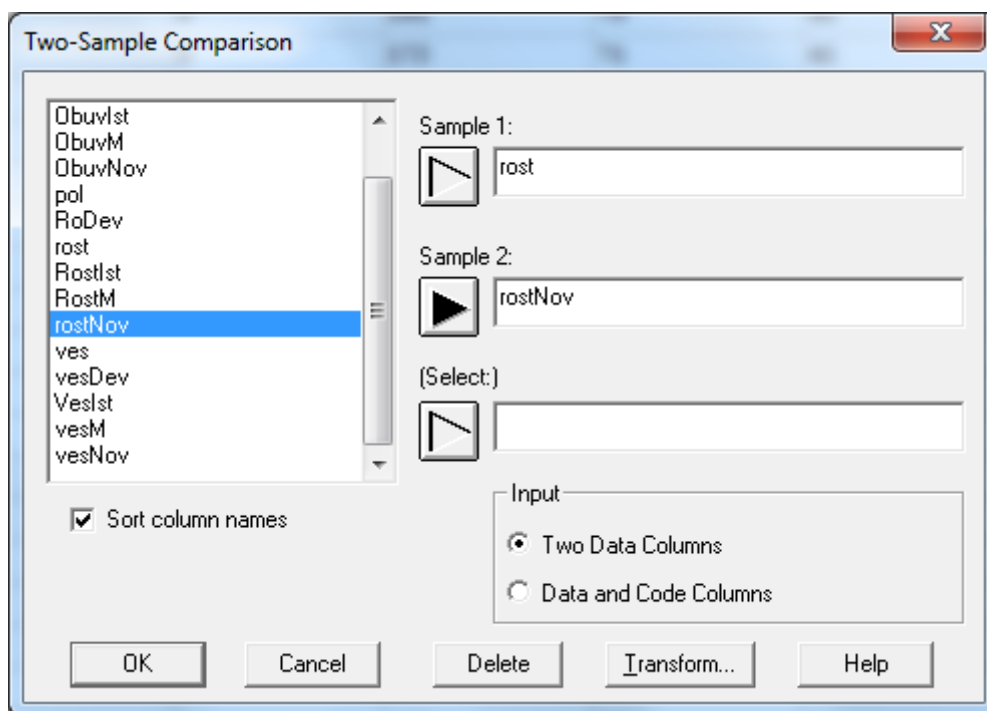 Two-Sample Comparison
ObuvIst
ObuvM
ObuvNov
pol
RoDev
rost
RostIst
RostM
rostNov
ves
vesDev
VesIst
vesM
vesNov
Sort column names
Sample 1:
rost
Sample 2:
rostNov
(Select:)
Input
Two Data Columns
Data and Code Columns
OK
Cancel
Delete
Transform...
Help